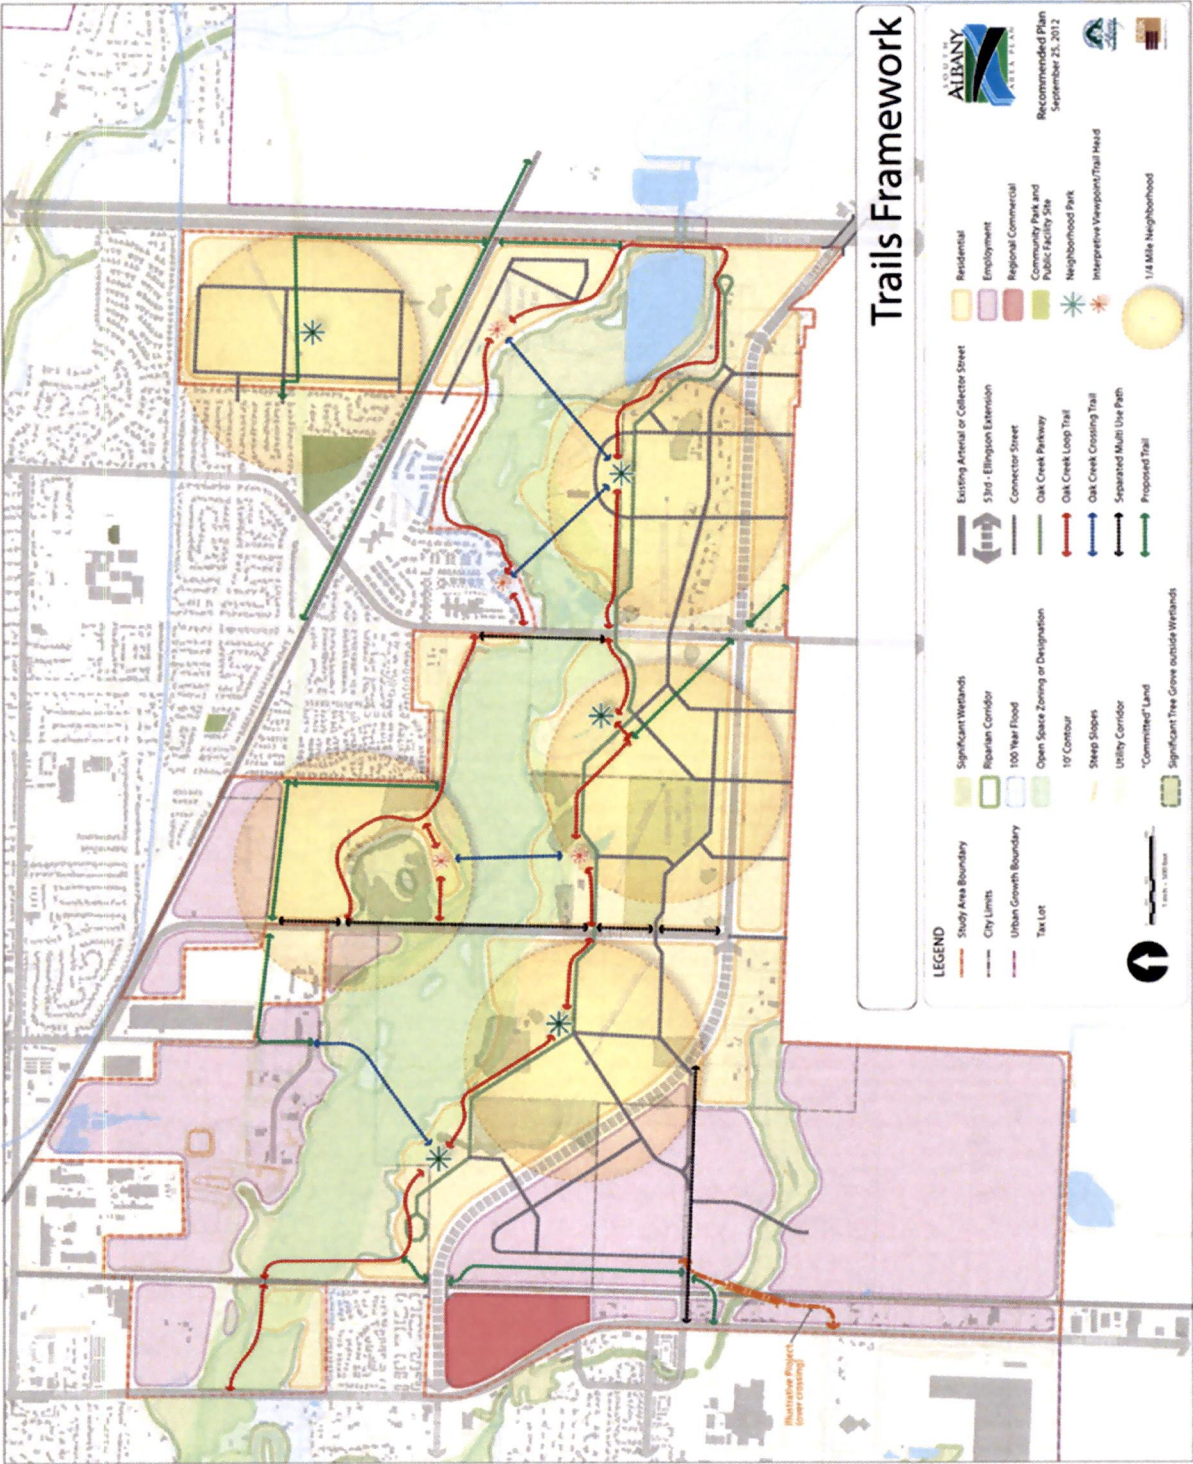 Trails Framework
SOUTH
ALBANY
AREA PLAN
Recommended Plan
September 25, 2012
LEGEND
Study Area Boundary
City Limits
Urban Growth Boundary
Tax Lot
Significant Wetlands
Riparian Corridor
100 Year Flood
Open Space Zoning or Designation
10' Contour
Steep Slopes
Utility Corridor
"Committed" Land
Significant Tree Grove outside Wetlands
Existing Arterial or Collector Street
53rd - Ellingson Extension
Connector Street
Oak Creek Parkway
Oak Creek Loop Trail
Oak Creek Crossing Trail
Separated Multi Use Path
Proposed Trail
Residential
Employment
Regional Commercial
Community Park and
Public Facility Site
Neighborhood Park
Interpretive Viewpoint/Trail Head
1/4 Mile Neighborhood
Illustrative Project
(over crossing)